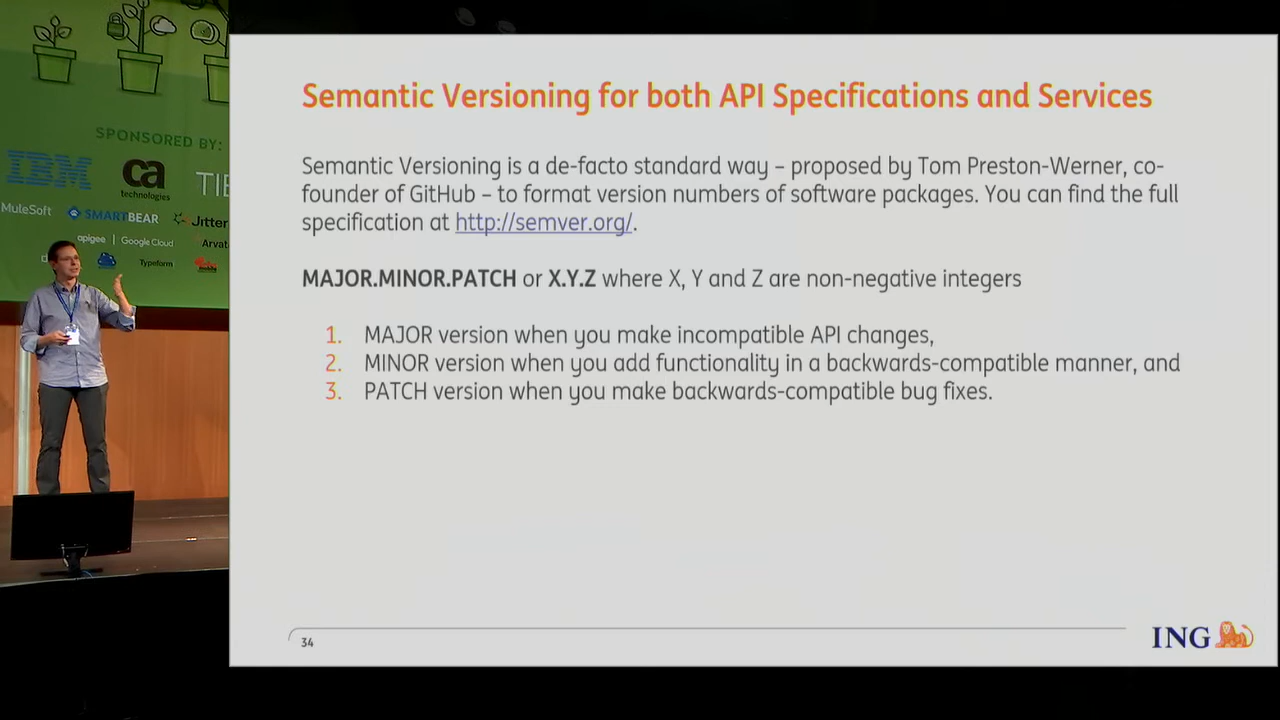 SPONSORED BY:
IBM
ca
technologies
MuleSoft
SMARTBEAR
Jitter
apigee | Google Cloud
Typeform
Semantic Versioning for both API Specifications and Services
Semantic Versioning is a de-facto standard way – proposed by Tom Preston-Werner, co-
founder of GitHub – to format version numbers of software packages. You can find the full
specification at http://semver.org/.
MAJOR.MINOR.PATCH or X.Y.Z where X, Y and Z are non-negative integers
1. MAJOR version when you make incompatible API changes,
2. MINOR version when you add functionality in a backwards-compatible manner, and
3. PATCH version when you make backwards-compatible bug fixes.
34
ING